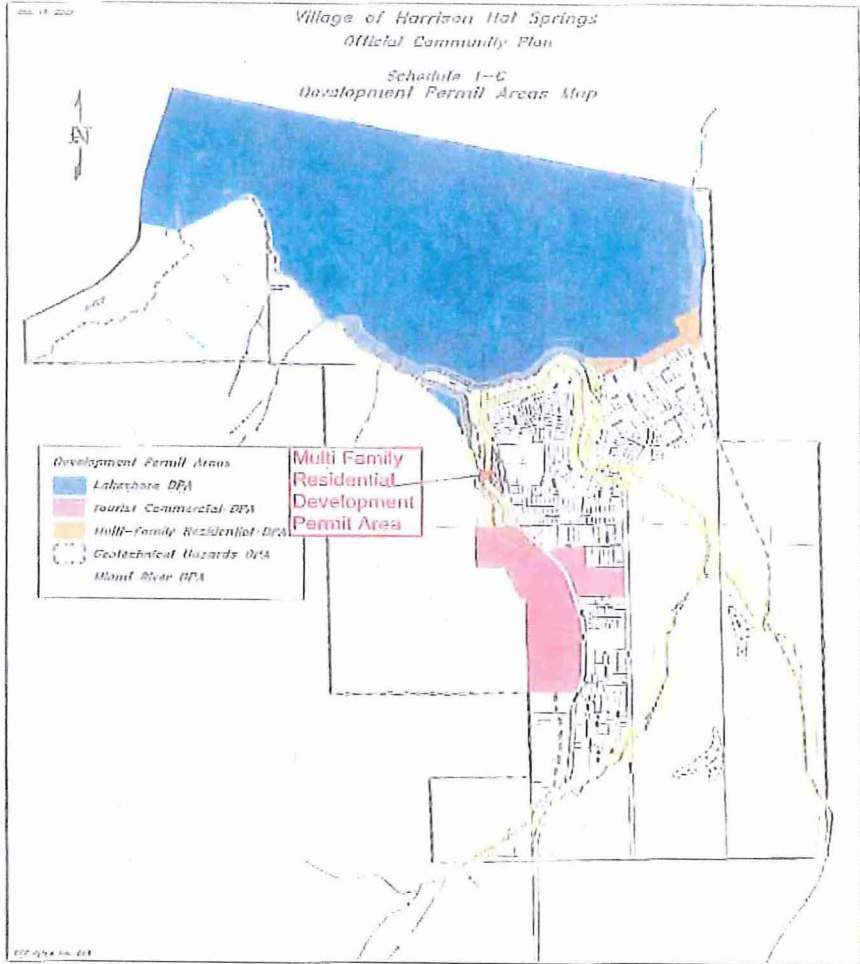 Village of Harrison Hot Springs
Official Community Plan
Schedule 1-C
Development Permit Areas Map
N
Development Permit Areas
Lakeshore DPA
Tourist Commercial DPA
Multi-Family Residential DPA
Geotechnical Hazards DPA
Miami River DPA
Multi Family
Residential
Development
Permit Area